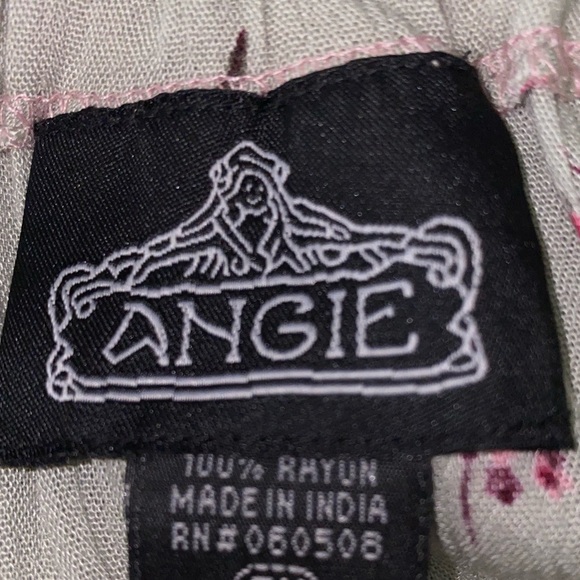 ANGIE
100% RAYON
MADE IN INDIA
RN#060508